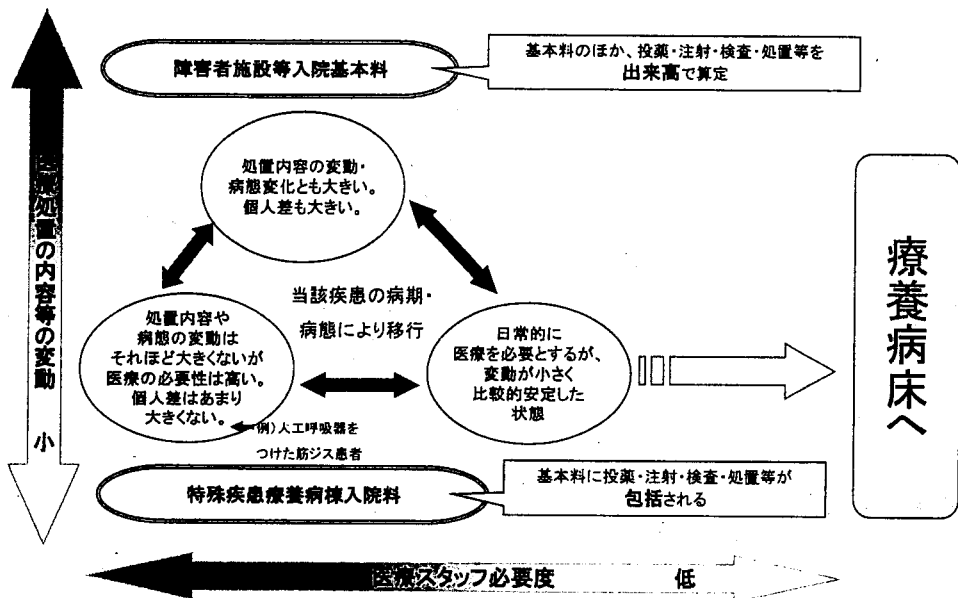 障害者施設等入院基本料
基本料のほか、投薬・注射・検査・処置等を
出来高で算定
処置内容の変動・
病態変化とも大きい。
個人差も大きい。
医療処置の内容等の変動 小
当該疾患の病期・
病態により移行
処置内容や
病態の変動は
それほど大きくないが
医療の必要性は高い。
個人差はあまり
大きくない。
例)人工呼吸器を
つけた筋ジス患者
日常的に
医療を必要とするが、
変動が小さく
比較的安定した
状態
療養病床へ
特殊疾患療養病棟入院料
基本料に投薬・注射・検査・処置等が
包括される
医療スタッフ必要度 低